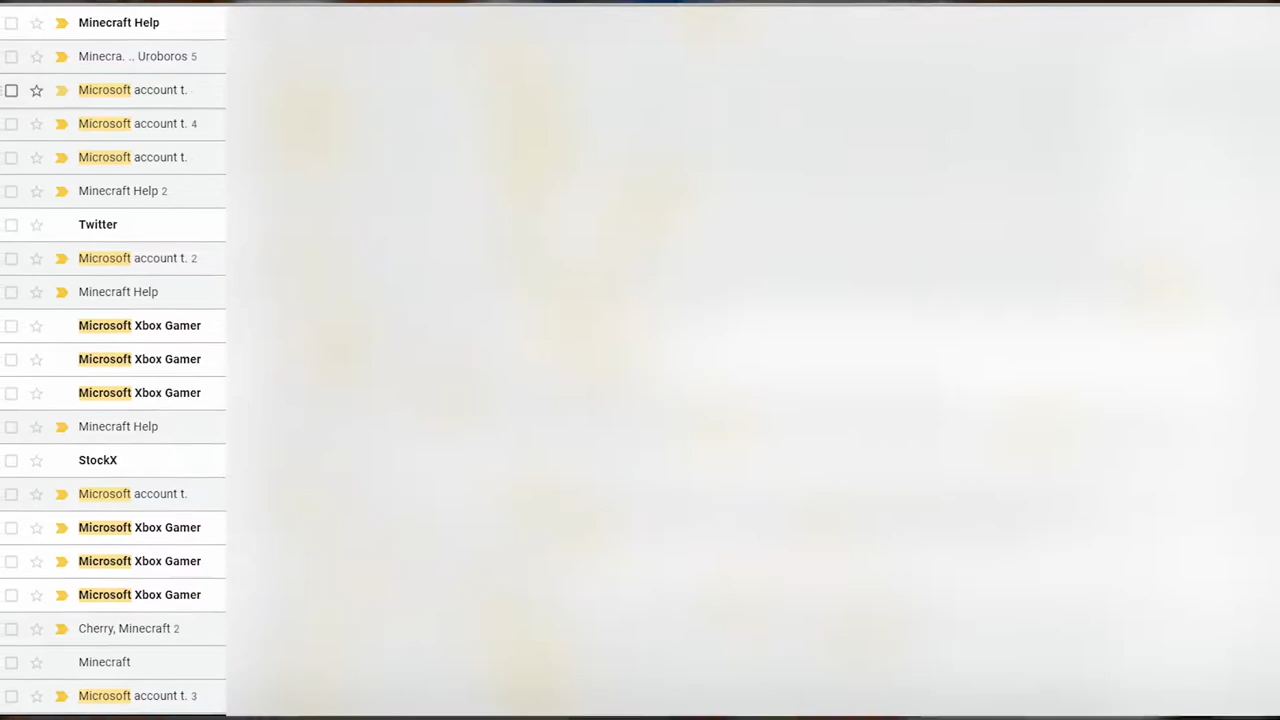 Minecraft Help
Minecra. .. Uroboros 5
Microsoft account t.
Microsoft account t. 4
Microsoft account t.
Minecraft Help 2
Twitter
Microsoft account t. 2
Minecraft Help
Microsoft Xbox Gamer
Microsoft Xbox Gamer
Microsoft Xbox Gamer
Minecraft Help
StockX
Microsoft account t.
Microsoft Xbox Gamer
Microsoft Xbox Gamer
Microsoft Xbox Gamer
Cherry, Minecraft 2
Minecraft
Microsoft account t. 3